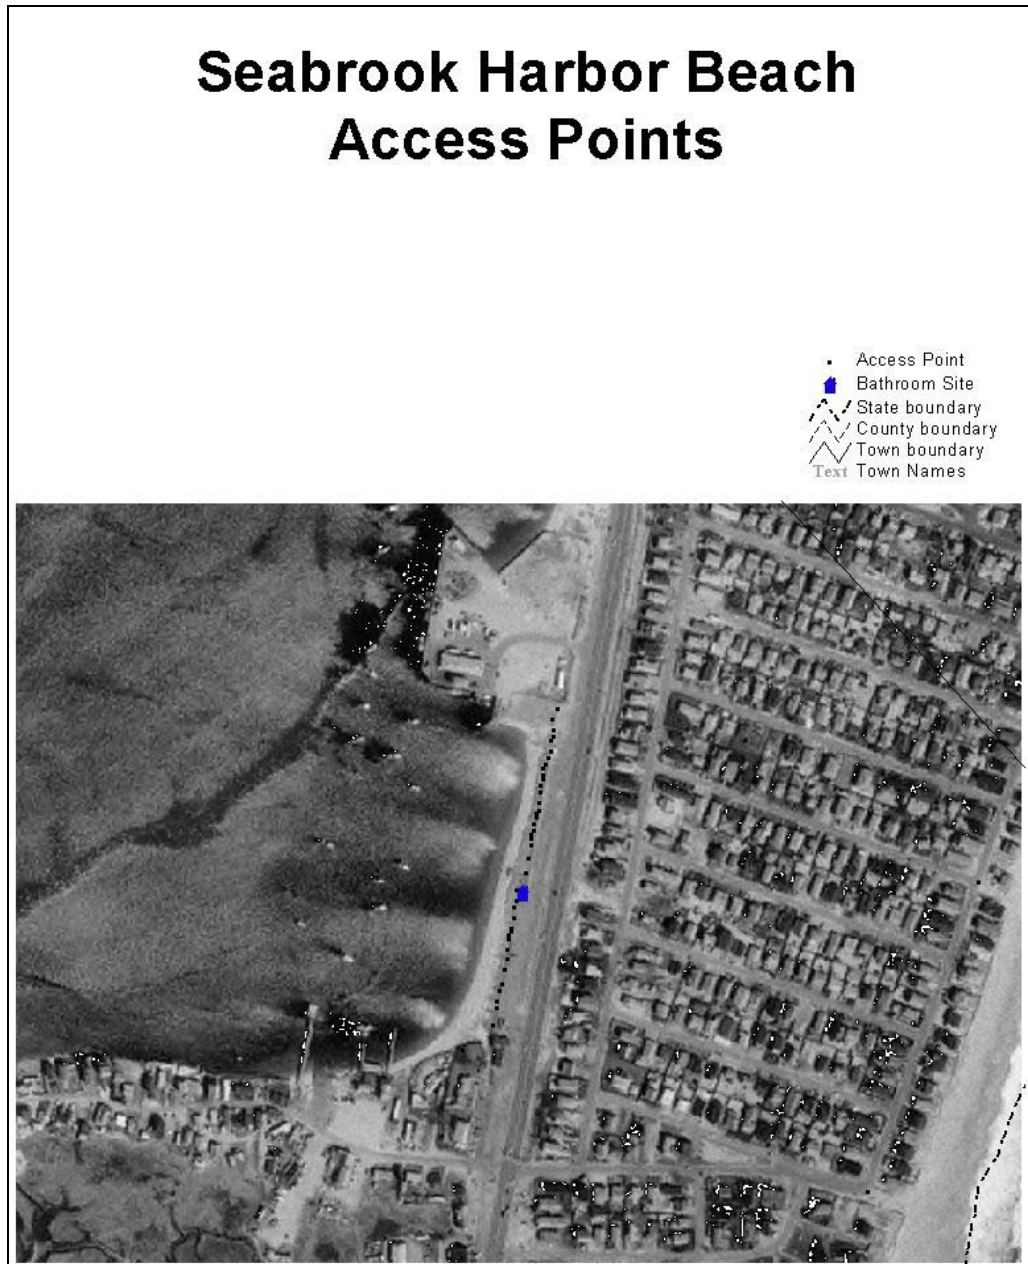 Seabrook Harbor Beach
Access Points
Access Point
Bathroom Site
State boundary
County boundary
Town boundary
Text Town Names